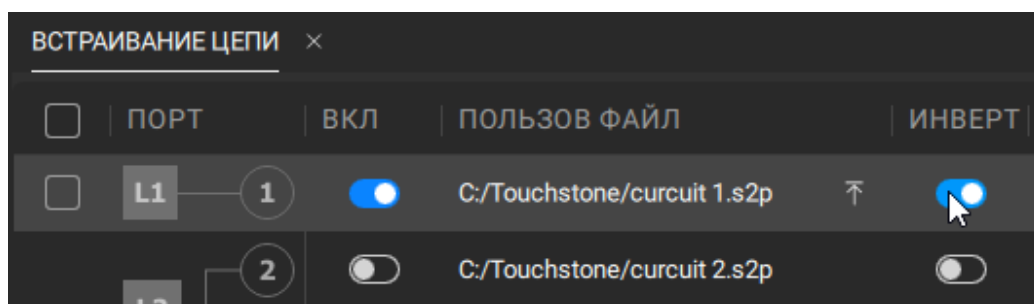 ВСТРАИВАНИЕ ЦЕПИ
ПОРТ ВКЛ ПОЛЬЗОВ ФАЙЛ ИНВЕРТ
L1 1 C:/Touchstone/curcuit 1.s2p
2 C:/Touchstone/curcuit 2.s2p